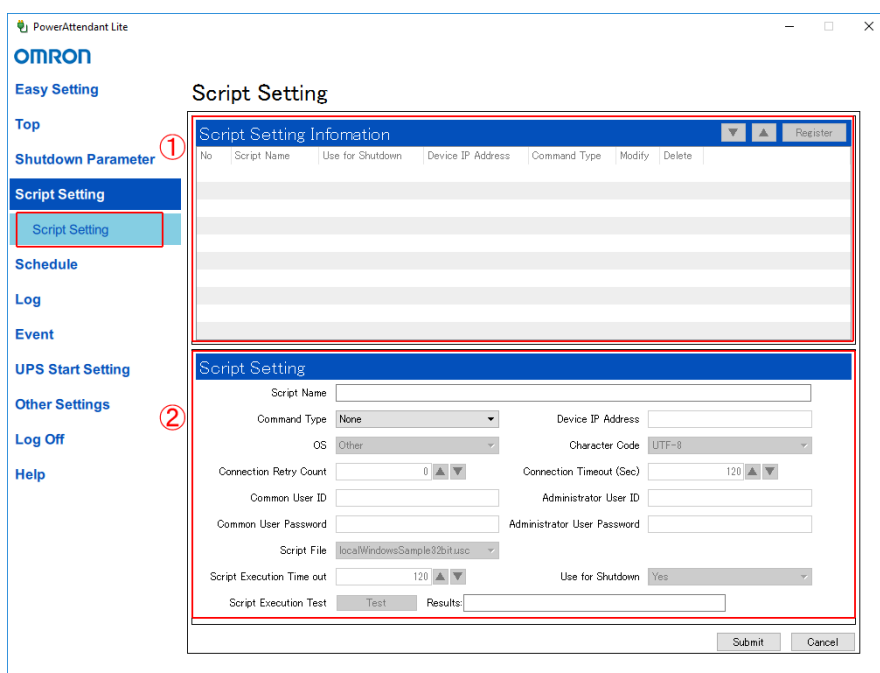 PowerAttendant Lite
OMRON
Easy Setting
Top
Shutdown Parameter
Script Setting
Script Setting
Schedule
Log
Event
UPS Start Setting
Other Settings
Log Off
Help
Script Setting
①
Script Setting Infomation ▼ ▲ Register
No Script Name Use for Shutdown Device IP Address Command Type Modify Delete
②
Script Setting
Script Name
Command Type None Device IP Address
OS Other Character Code UTF-8
Connection Retry Count 0 ▲ ▼ Connection Timeout (Sec) 120 ▲ ▼
Common User ID Administrator User ID
Common User Password Administrator User Password
Script File localWindowsSample32bit.usc
Script Execution Time out 120 ▲ ▼ Use for Shutdown Yes
Script Execution Test Test Results:
Submit Cancel